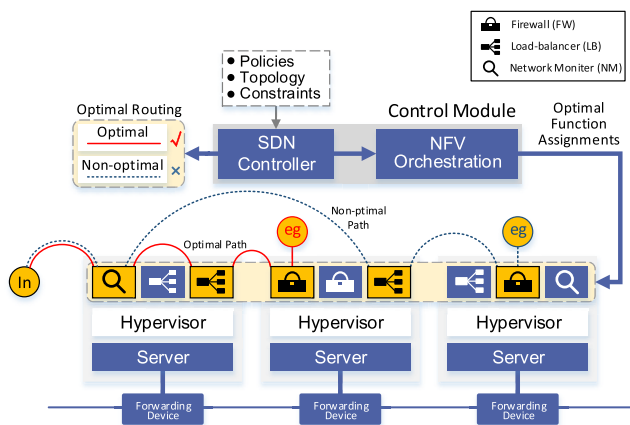 Firewall (FW)
Load-balancer (LB)
Network Moniter (NM)
Policies
Topology
Constraints
Optimal Routing
Optimal
Non-optimal
Control Module
SDN
Controller
NFV
Orchestration
Optimal
Function
Assignments
Optimal Path
Non-ptimal
Path
eg
eg
In
Hypervisor
Hypervisor
Hypervisor
Server
Server
Server
Forwarding
Device
Forwarding
Device
Forwarding
Device